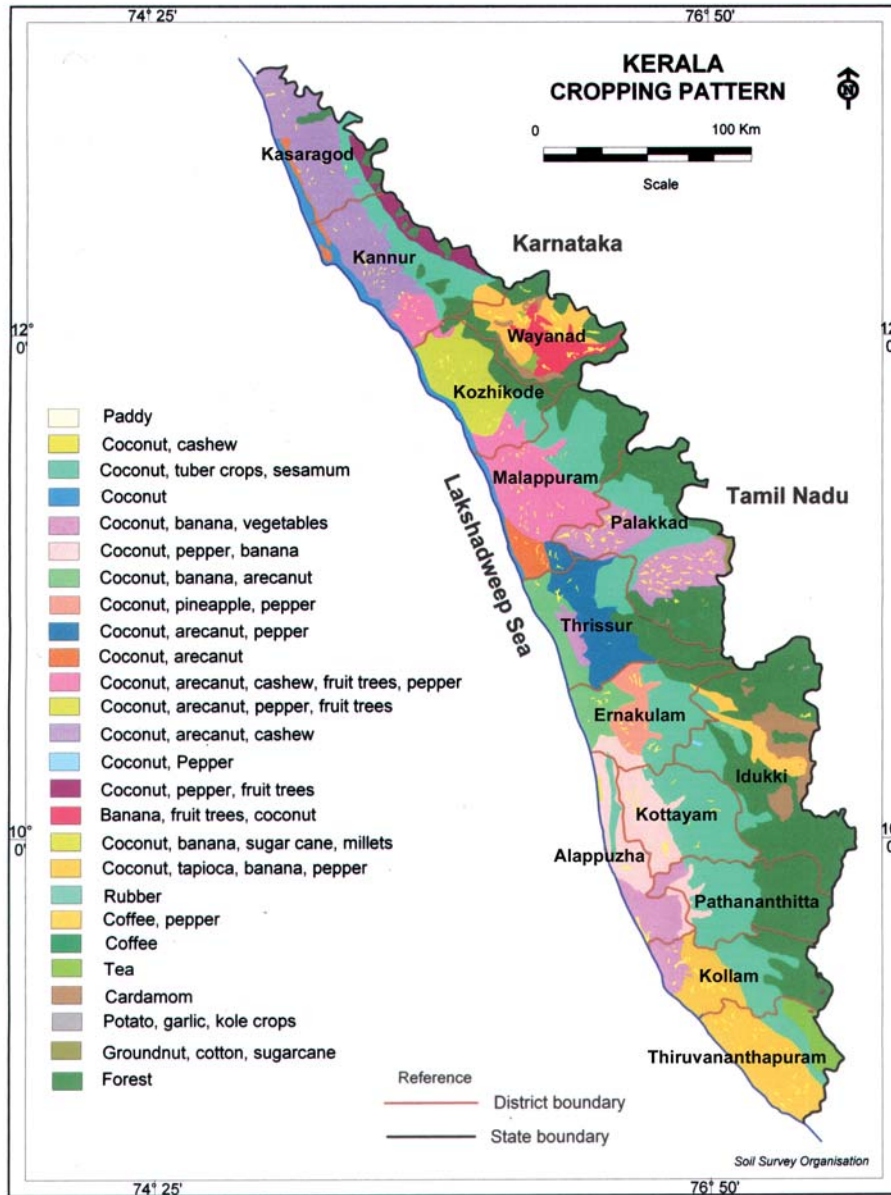 74° 25'
76° 50'
KERALA
CROPPING PATTERN
N
0
100 Km
Scale
Kasaragod
Karnataka
Kannur
12°
0'
12°
0'
Wayanad
Kozhikode
Paddy
Coconut, cashew
Coconut, tuber crops, sesamum
Coconut
Coconut, banana, vegetables
Coconut, pepper, banana
Coconut, banana, arecanut
Coconut, pineapple, pepper
Coconut, arecanut, pepper
Coconut, arecanut
Coconut, arecanut, cashew, fruit trees, pepper
Coconut, arecanut, pepper, fruit trees
Coconut, arecanut, cashew
Coconut, Pepper
Coconut, pepper, fruit trees
Banana, fruit trees, coconut
Coconut, banana, sugar cane, millets
Coconut, tapioca, banana, pepper
Rubber
Coffee, pepper
Coffee
Tea
Cardamom
Potato, garlic, kole crops
Groundnut, cotton, sugarcane
Forest
Malappuram
Tamil Nadu
Palakkad
Lakshadweep Sea
Thrissur
Ernakulam
Idukki
Kottayam
10°
0'
10°
0'
Alappuzha
Pathananthitta
Kollam
Thiruvananthapuram
Reference
District boundary
State boundary
Soil Survey Organisation
74° 25'
76° 50'